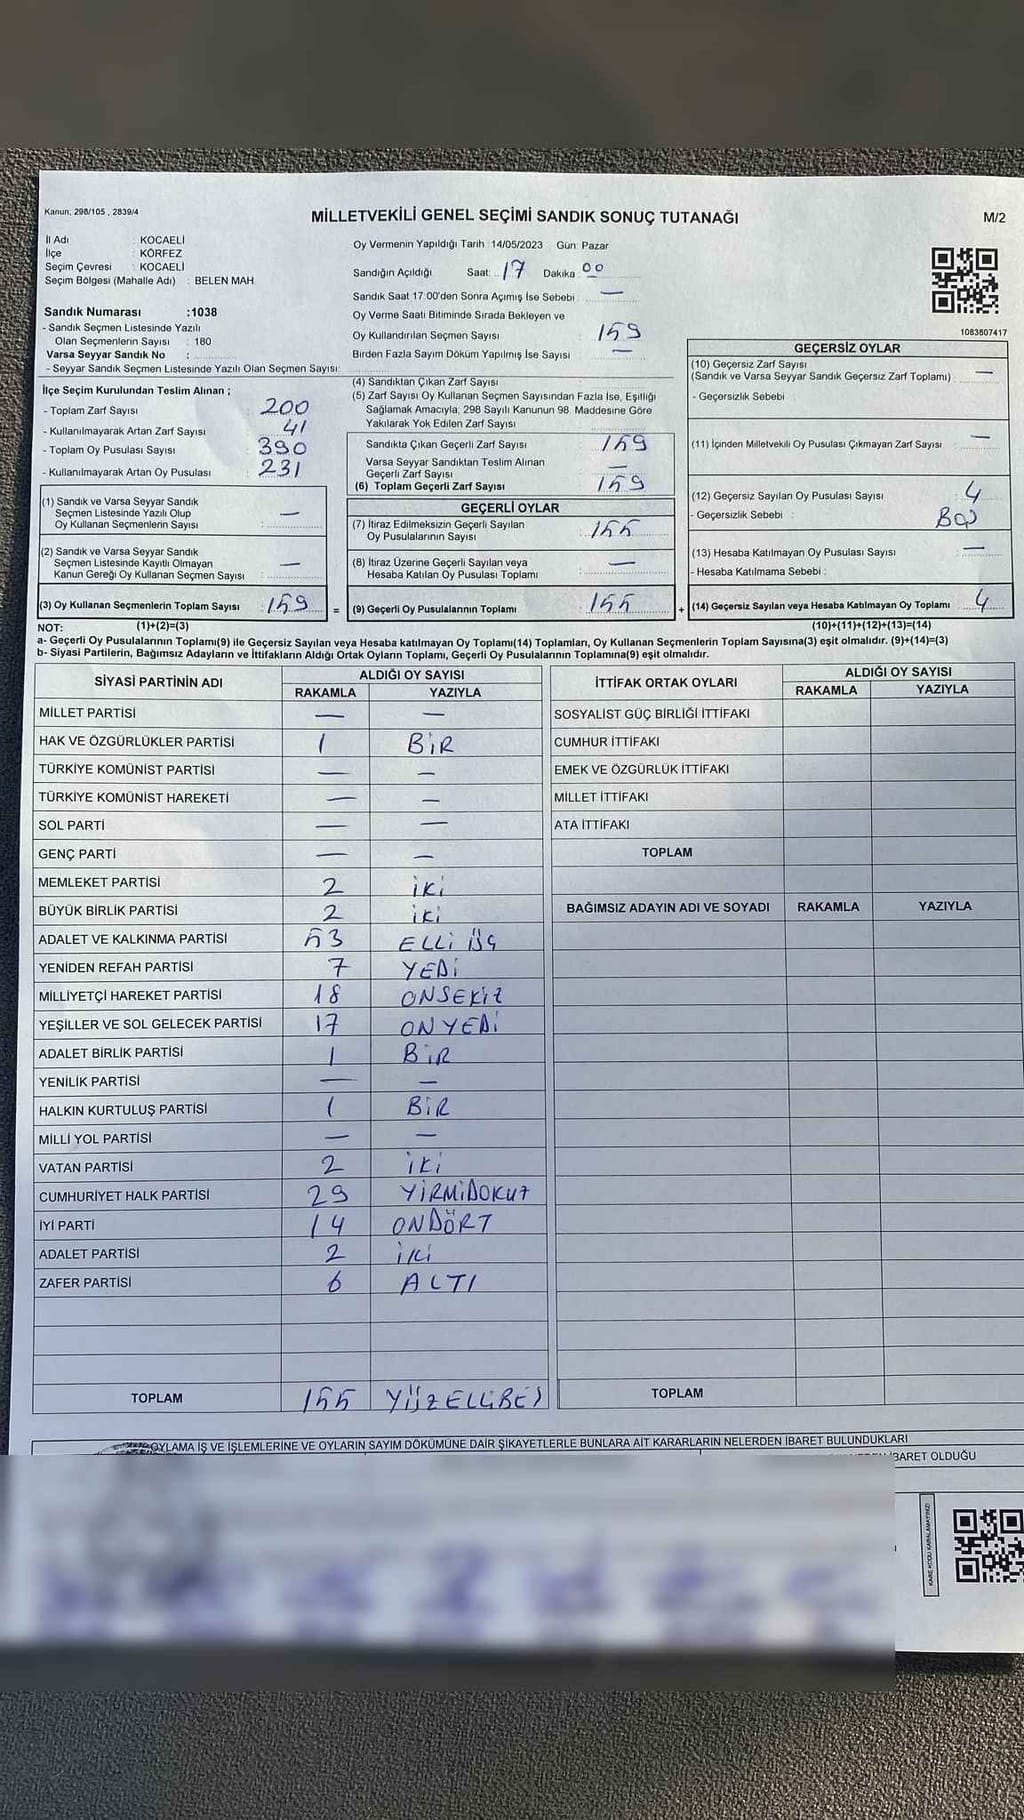 Kanun; 298/105 , 2839/4
MİLLETVEKİLİ GENEL SEÇİMİ SANDIK SONUÇ TUTANAĞI
M/2
İl Adı : KOCAELİ
İlçe : KÖRFEZ
Seçim Çevresi : KOCAELİ
Seçim Bölgesi (Mahalle Adı) : BELEN MAH
Sandık Numarası :1038
- Sandık Seçmen Listesinde Yazılı
Olan Seçmenlerin Sayısı : 180
Varsa Seyyar Sandık No :
- Seyyar Sandık Seçmen Listesinde Yazılı Olan Seçmen Sayısı:
İlçe Seçim Kurulundan Teslim Alınan ;
- Toplam Zarf Sayısı 200
- Kullanılmayarak Artan Zarf Sayısı 41
- Toplam Oy Pusulası Sayısı 390
- Kullanılmayarak Artan Oy Pusulası 231
(1) Sandık ve Varsa Seyyar Sandık
Seçmen Listesinde Yazılı Olup
Oy Kullanan Seçmenlerin Sayısı —
(2) Sandık ve Varsa Seyyar Sandık
Seçmen Listesinde Kayıtlı Olmayan
Kanun Gereği Oy Kullanan Seçmen Sayısı —
(3) Oy Kullanan Seçmenlerin Toplam Sayısı 159 =
Oy Vermenin Yapıldığı Tarih :14/05/2023 Gün: Pazar
Sandığın Açıldığı Saat: 17 Dakika 00
Sandık Saat 17:00'den Sonra Açımış İse Sebebi —
Oy Verme Saati Bitiminde Sırada Bekleyen ve
Oy Kullandırılan Seçmen Sayısı 159
Birden Fazla Sayım Döküm Yapılmış İse Sayısı —
(4) Sandıktan Çıkan Zarf Sayısı
(5) Zarf Sayısı Oy Kullanan Seçmen Sayısından Fazla İse, Eşitliği
Sağlamak Amacıyla; 298 Sayılı Kanunun 98. Maddesine Göre
Yakılarak Yok Edilen Zarf Sayısı
Sandıkta Çıkan Geçerli Zarf Sayısı 159
Varsa Seyyar Sandıktan Teslim Alınan
Geçerli Zarf Sayısı —
(6) Toplam Geçerli Zarf Sayısı 159
GEÇERLİ OYLAR
(7) İtiraz Edilmeksizin Geçerli Sayılan
Oy Pusulalarının Sayısı 155
(8) İtiraz Üzerine Geçerli Sayılan veya
Hesaba Katılan Oy Pusulası Toplamı —
(9) Geçerli Oy Pusulalarının Toplamı 155 +
1083807417
GEÇERSİZ OYLAR
(10) Geçersiz Zarf Sayısı
(Sandık ve Varsa Seyyar Sandık Geçersiz Zarf Toplamı) —
- Geçersizlik Sebebi
(11) İçinden Milletvekili Oy Pusulası Çıkmayan Zarf Sayısı —
(12) Geçersiz Sayılan Oy Pusulası Sayısı 4
- Geçersizlik Sebebi : Boş
(13) Hesaba Katılmayan Oy Pusulası Sayısı —
- Hesaba Katılmama Sebebi :
(14) Geçersiz Sayılan veya Hesaba Katılmayan Oy Toplamı 4
NOT: (1)+(2)=(3) (10)+(11)+(12)+(13)=(14)
a- Geçerli Oy Pusulalarının Toplamı(9) ile Geçersiz Sayılan veya Hesaba katılmayan Oy Toplamı(14) Toplamları, Oy Kullanan Seçmenlerin Toplam Sayısına(3) eşit olmalıdır. (9)+(14)=(3)
b- Siyasi Partilerin, Bağımsız Adayların ve İttifakların Aldığı Ortak Oyların Toplamı, Geçerli Oy Pusulalarının Toplamına(9) eşit olmalıdır.
SİYASİ PARTİNİN ADI ALDIĞI OY SAYISI
RAKAMLA YAZIYLA
MİLLET PARTİSİ — —
HAK VE ÖZGÜRLÜKLER PARTİSİ 1 BİR
TÜRKİYE KOMÜNİST PARTİSİ — —
TÜRKİYE KOMÜNİST HAREKETİ — —
SOL PARTİ — —
GENÇ PARTİ — —
MEMLEKET PARTİSİ 2 iki
BÜYÜK BİRLİK PARTİSİ 2 iki
ADALET VE KALKINMA PARTİSİ 53 ELLi ÜÇ
YENİDEN REFAH PARTİSİ 7 YEDi
MİLLİYETÇİ HAREKET PARTİSİ 18 ONSEKiZ
YEŞİLLER VE SOL GELECEK PARTİSİ 17 ONYEDi
ADALET BİRLİK PARTİSİ 1 BiR
YENİLİK PARTİSİ — —
HALKIN KURTULUŞ PARTİSİ 1 BiR
MİLLİ YOL PARTİSİ — —
VATAN PARTİSİ 2 iki
CUMHURİYET HALK PARTİSİ 29 YiRMiDOKUZ
İYİ PARTİ 14 ONDÖRT
ADALET PARTİSİ 2 iki
ZAFER PARTİSİ 6 ALTI
TOPLAM 155 YÜZELLiBEŞ
İTTİFAK ORTAK OYLARI ALDIĞI OY SAYISI
RAKAMLA YAZIYLA
SOSYALİST GÜÇ BİRLİĞİ İTTİFAKI
CUMHUR İTTİFAKI
EMEK VE ÖZGÜRLÜK İTTİFAKI
MİLLET İTTİFAKI
ATA İTTİFAKI
TOPLAM
BAĞIMSIZ ADAYIN ADI VE SOYADI RAKAMLA YAZIYLA
TOPLAM
OYLAMA İŞ VE İŞLEMLERİNE VE OYLARIN SAYIM DÖKÜMÜNE DAİR ŞİKAYETLERLE BUNLARA AİT KARARLARIN NELERDEN İBARET BULUNDUKLARI
İBARET OLDUĞU